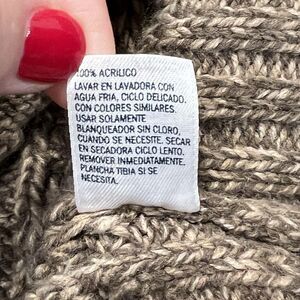 100% ACRILICO
LAVAR EN LAVADORA CON
AGUA FRIA, CICLO DELICADO.
CON COLORES SIMILARES.
USAR SOLAMENTE
BLANQUEADOR SIN CLORO,
CUANDO SE NECESITE. SECAR
EN SECADORA CICLO LENTO.
REMOVER INMEDIATAMENTE.
PLANCHA TIBIA SI SE
NECESITA.